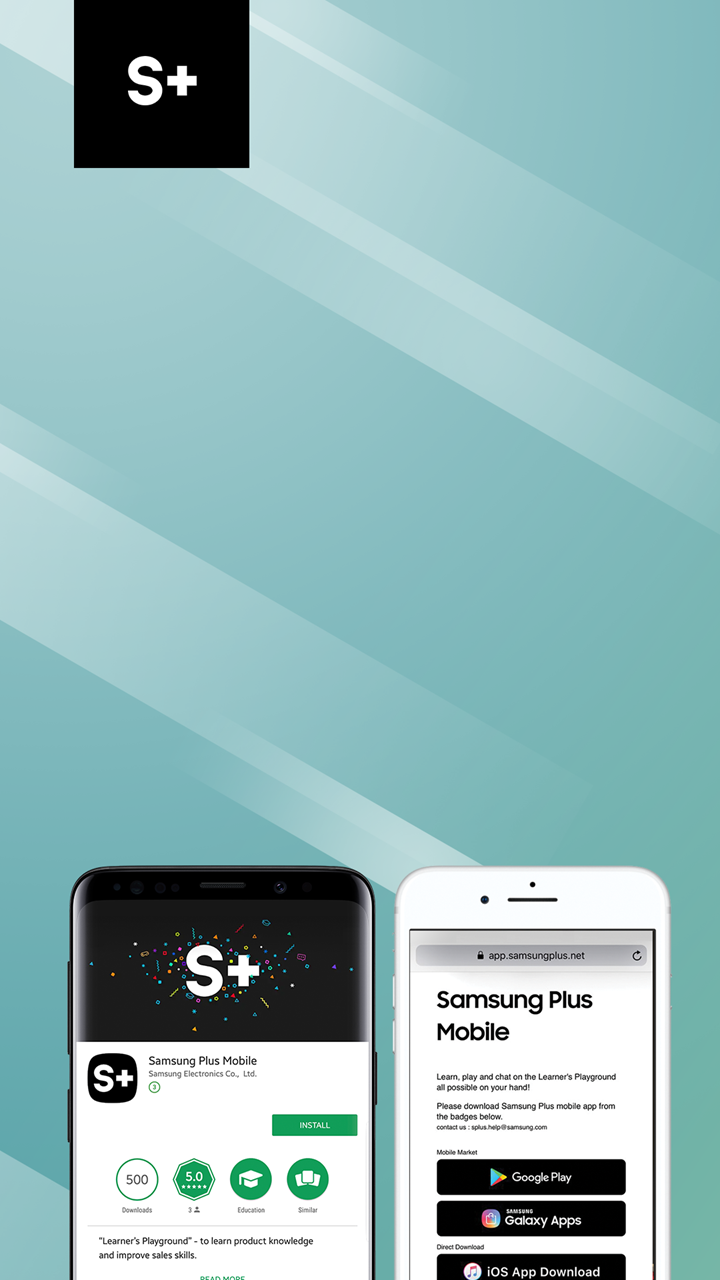 S+
S+
S+
Samsung Plus Mobile
Samsung Electronics Co., Ltd.
3
INSTALL
500
Downloads
5.0
3
Education
Similar
“Learner’s Playground” - to learn product knowledge
and improve sales skills.
READ MORE
app.samsungplus.net
Samsung Plus
Mobile
Learn, play and chat on the Learner’s Playground
all possible on your hand!
Please download Samsung Plus mobile app from
the badges below.
contact us : splus.help@samsung.com
Mobile Market
Google Play
SAMSUNG
Galaxy Apps
Direct Download
iOS App Download